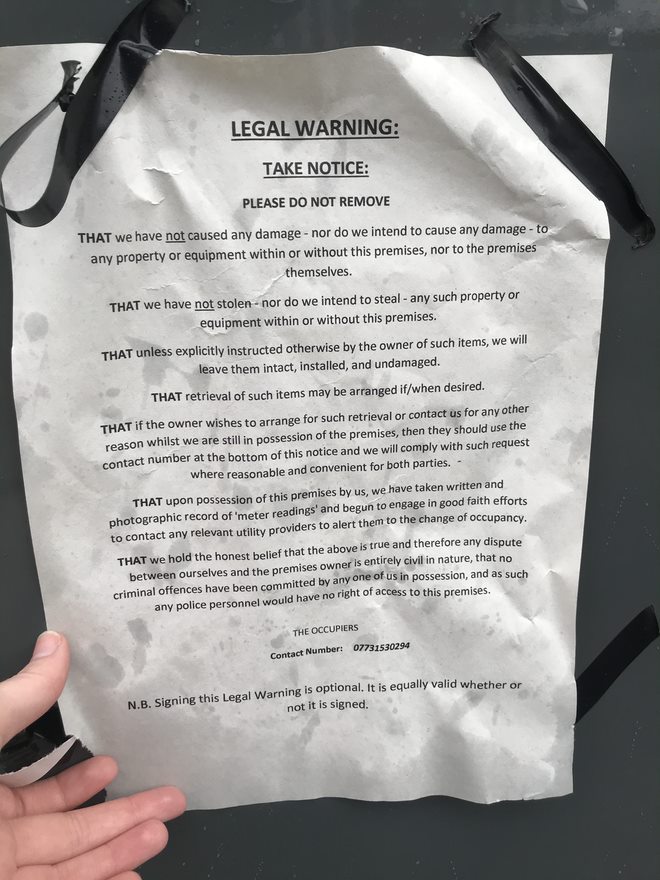 LEGAL WARNING:
TAKE NOTICE:
PLEASE DO NOT REMOVE
THAT we have not caused any damage - nor do we intend to cause any damage - to
any property or equipment within or without this premises, nor to the premises
themselves.
THAT we have not stolen - nor do we intend to steal - any such property or
equipment within or without this premises.
THAT unless explicitly instructed otherwise by the owner of such items, we will
leave them intact, installed, and undamaged.
THAT retrieval of such items may be arranged if/when desired.
THAT if the owner wishes to arrange for such retrieval or contact us for any other
reason whilst we are still in possession of the premises, then they should use the
contact number at the bottom of this notice and we will comply with such request
where reasonable and convenient for both parties.
THAT upon possession of this premises by us, we have taken written and
photographic record of 'meter readings' and begun to engage in good faith efforts
to contact any relevant utility providers to alert them to the change of occupancy.
THAT we hold the honest belief that the above is true and therefore any dispute
between ourselves and the premises owner is entirely civil in nature, that no
criminal offences have been committed by any one of us in possession, and as such
any police personnel would have no right of access to this premises.
THE OCCUPIERS
Contact Number: 07731530294
N.B. Signing this Legal Warning is optional. It is equally valid whether or
not it is signed.